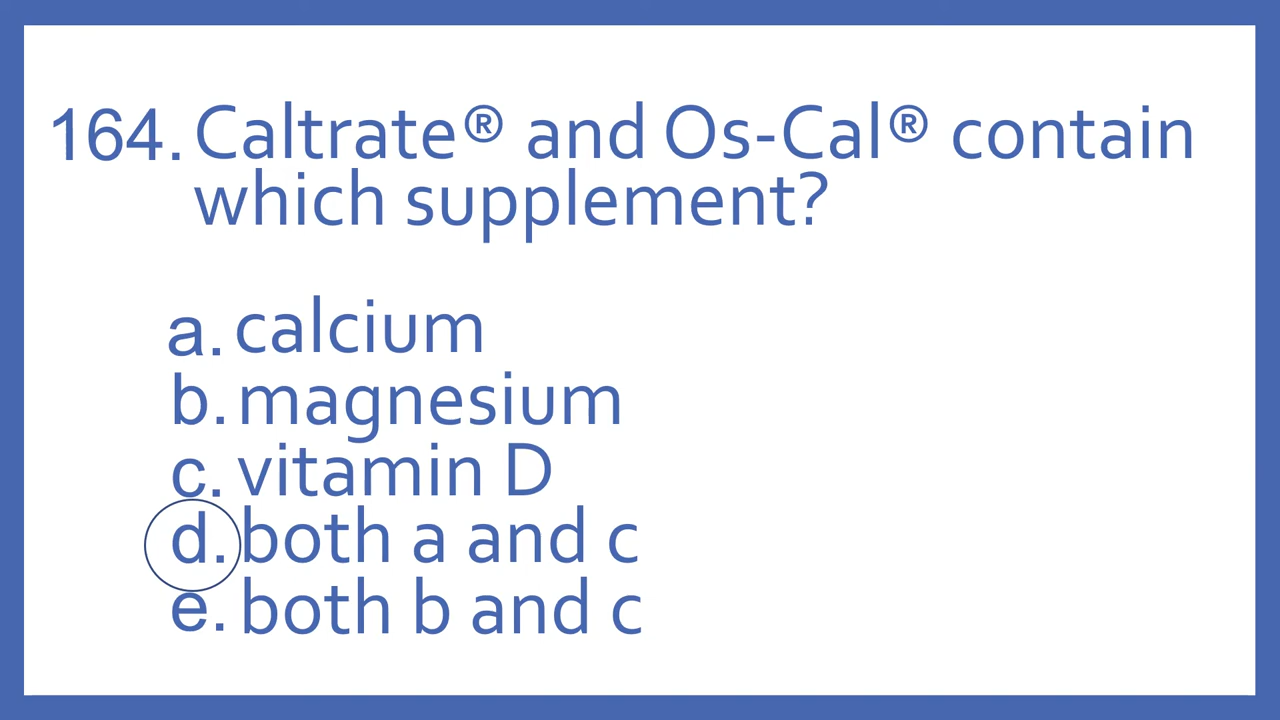 164. Caltrate® and Os-Cal® contain
which supplement?
a. calcium
b. magnesium
c. vitamin D
d. both a and c
e. both b and c